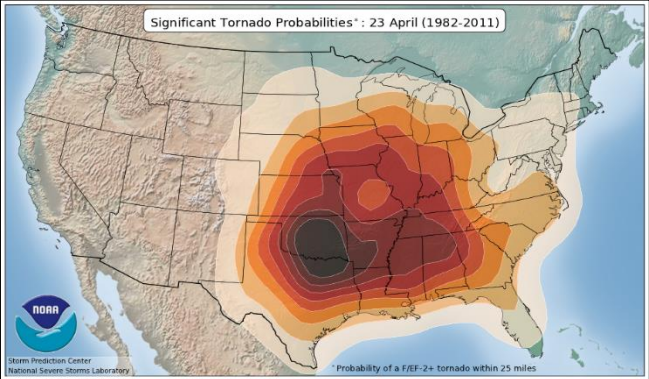 Significant Tornado Probabilities*: 23 April (1982-2011)
NOAA
Storm Prediction Center
National Severe Storms Laboratory
*Probability of a F/EF-2+ tornado within 25 miles